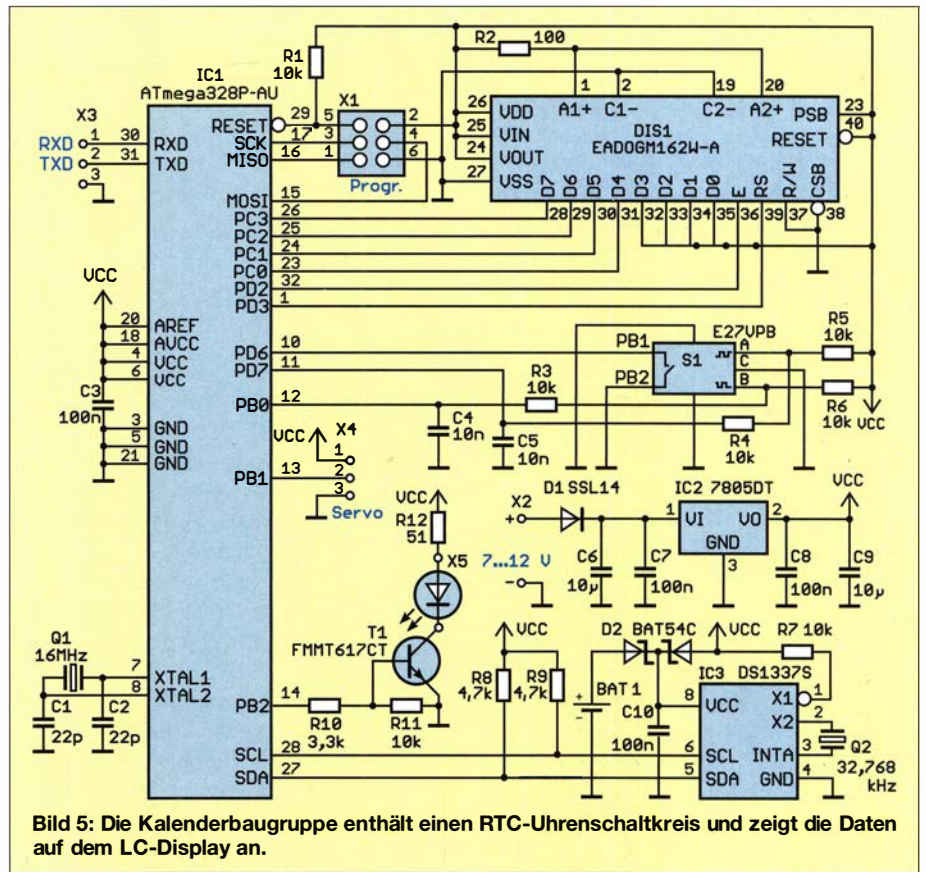 R2 100
R1
10k
IC1
ATmega328P-AU
1 2 19 20
X3
RXD 1 30 RXD
TXD 2 31 TXD
3
RESET 29 5 X1 2
SCK 17 3 4
MISO 16 1 6
Progr.
26 VDD A1+ C1- C2- A2+ PSB 23
25 VIN DIS1 RESET 40
24 VOUT EADOGM162W-A
27 VSS D7 D6 D5 D4 D3 D2 D1 D0 E RS R/W CSB
28 29 30 31 32 33 34 35 36 39 37 38
MOSI 15
PC3 26
PC2 25
PC1 24
PC0 23
PD2 32
PD3 1
VCC
20 AREF
18 AVCC
4 VCC
6 VCC
C3
100n
3 GND
5 GND
21 GND
PD6 10
PD7 11
PB0 12
PB1 13
PB1 S1 E27VPB
PB2 A C B
R5
10k
R6
10k
VCC
R3
10k
R4
10k
C4
10n
C5
10n
VCC X4
1
2
3
Servo
VCC
R12
51
X5
T1
FMMT617CT
X2
+
7...12 V
-
D1 SSL14
C6
10µ
C7
100n
IC2 7805DT
1 VI VO 2
GND
3
VCC
C8
100n
C9
10µ
Q1
16MHz
7 XTAL1
8 XTAL2
C1
22p
C2
22p
PB2 14
R10
3,3k
R11
10k
VCC
R8
4,7k
R9
4,7k
D2 BAT54C VCC
R7 10k
BAT1
+
-
C10
100n
IC3 DS1337S
8 VCC X1 1
X2 2
6 SCL INTA 3
5 SDA GND 4
Q2
32,768
kHz
SCL 28
SDA 27
Bild 5: Die Kalenderbaugruppe enthält einen RTC-Uhrenschaltkreis und zeigt die Daten
auf dem LC-Display an.